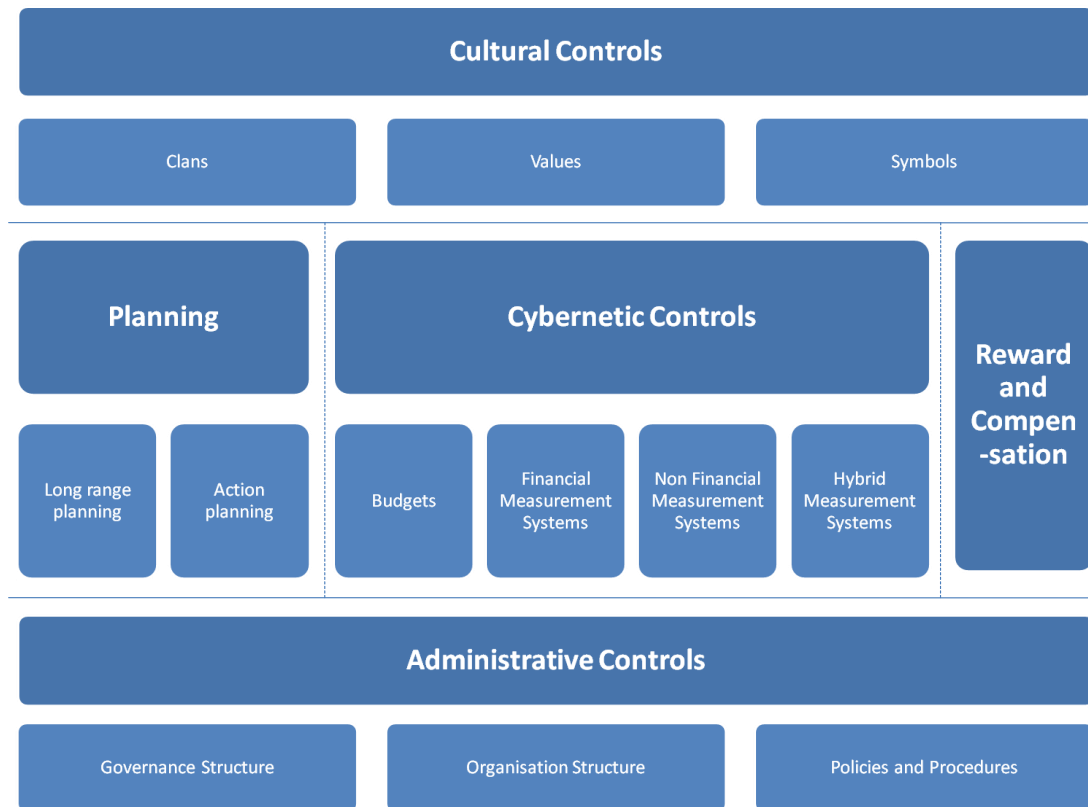 Cultural Controls
Clans
Values
Symbols
Planning
Cybernetic Controls
Reward
and
Compen
-sation
Long range
planning
Action
planning
Budgets
Financial
Measurement
Systems
Non Financial
Measurement
Systems
Hybrid
Measurement
Systems
Administrative Controls
Governance Structure
Organisation Structure
Policies and Procedures